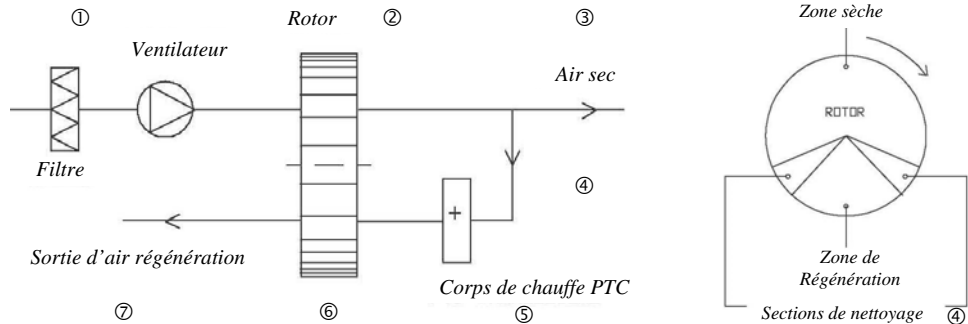 ① Rotor ② ③
Ventilateur
Air sec
Filtre
④
+
Sortie d'air régénération
Corps de chauffe PTC
⑦ ⑥ ⑤
Zone sèche
ROTOR
Zone de
Régénération
Sections de nettoyage ④